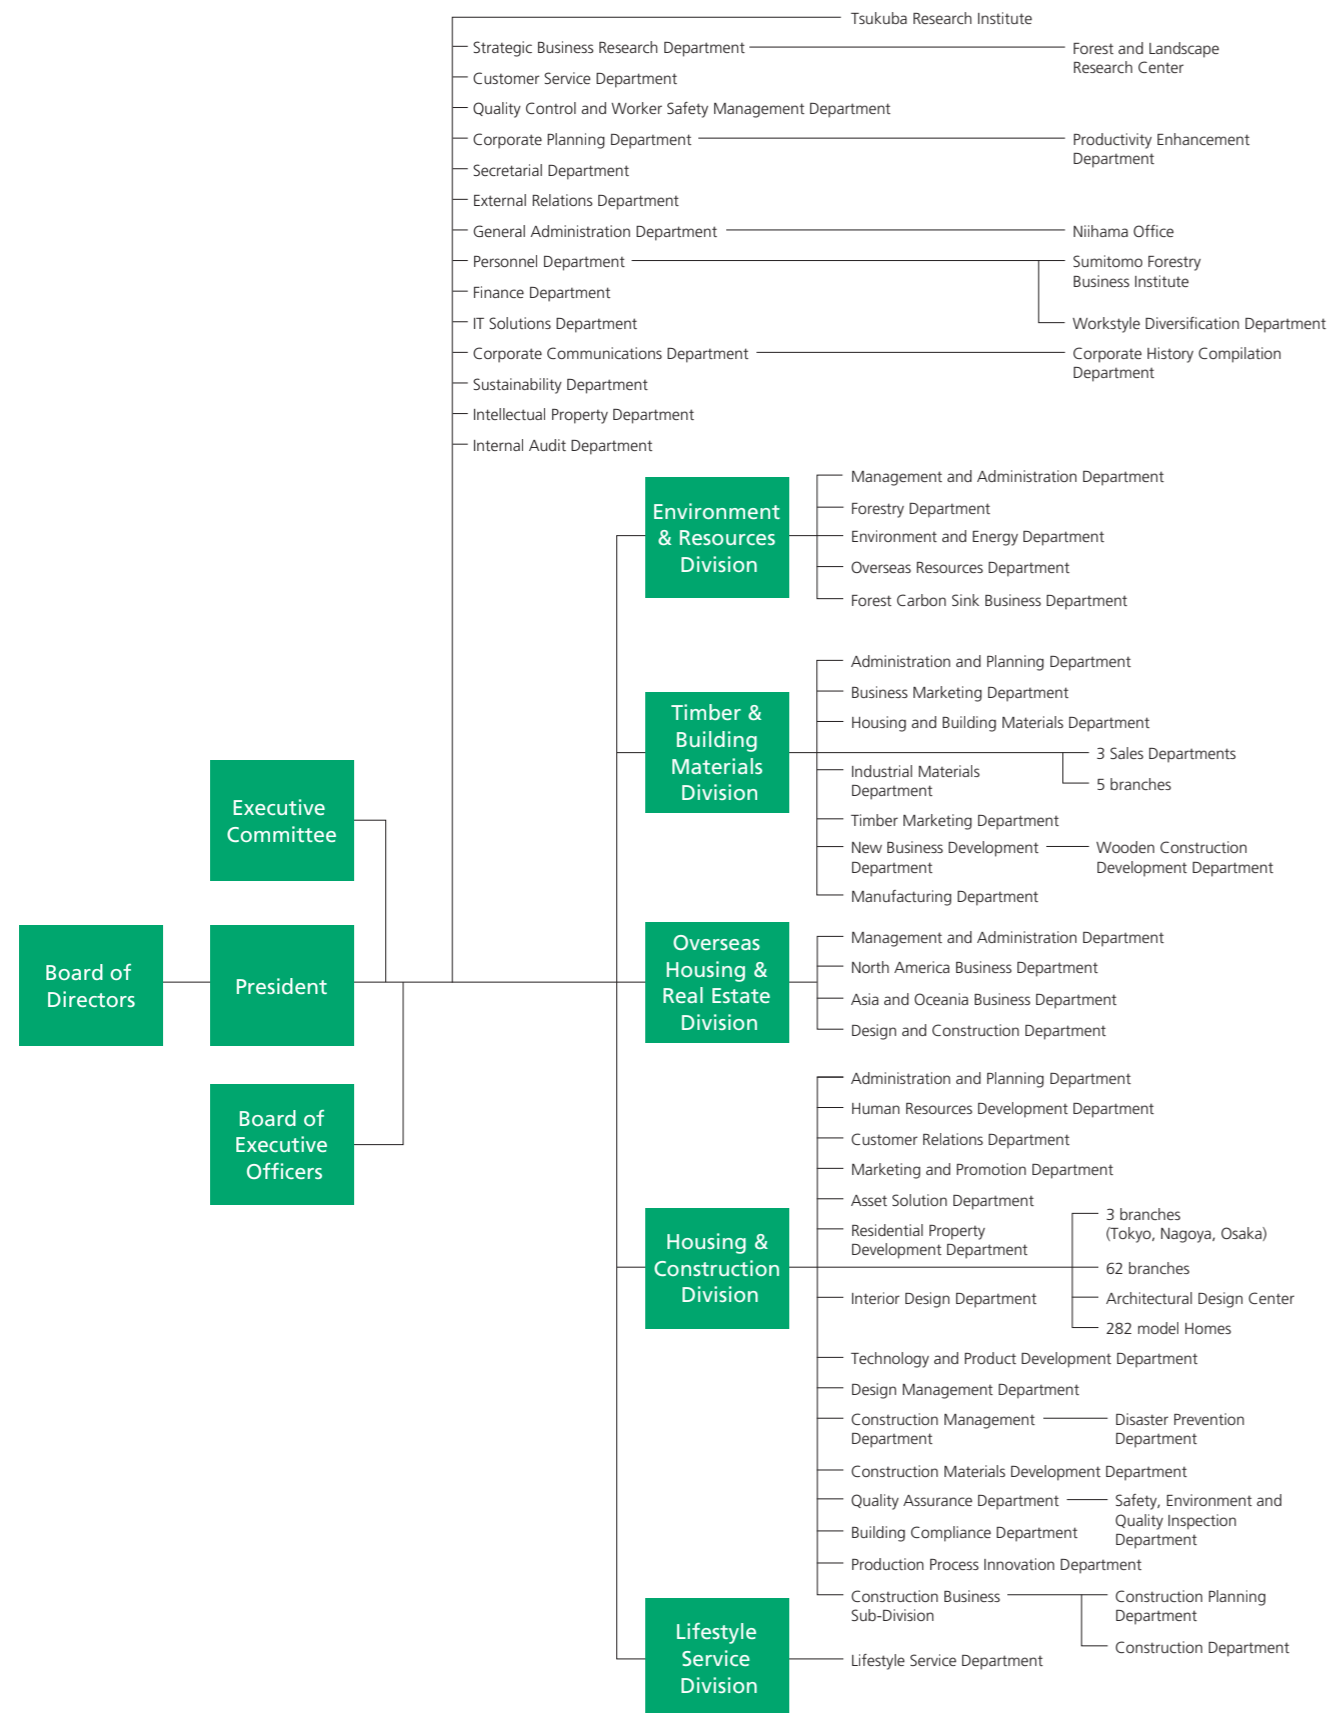 Tsukuba Research Institute
Strategic Business Research Department
Forest and Landscape
Research Center
Customer Service Department
Quality Control and Worker Safety Management Department
Corporate Planning Department
Productivity Enhancement
Department
Secretarial Department
External Relations Department
General Administration Department
Niihama Office
Personnel Department
Sumitomo Forestry
Business Institute
Finance Department
IT Solutions Department
Workstyle Diversification Department
Corporate Communications Department
Corporate History Compilation
Department
Sustainability Department
Intellectual Property Department
Internal Audit Department
Environment
& Resources
Division
Management and Administration Department
Forestry Department
Environment and Energy Department
Overseas Resources Department
Forest Carbon Sink Business Department
Timber &
Building
Materials
Division
Administration and Planning Department
Business Marketing Department
Housing and Building Materials Department
3 Sales Departments
5 branches
Industrial Materials
Department
Timber Marketing Department
New Business Development
Department
Wooden Construction
Development Department
Manufacturing Department
Executive
Committee
Board of
Directors
President
Board of
Executive
Officers
Overseas
Housing &
Real Estate
Division
Management and Administration Department
North America Business Department
Asia and Oceania Business Department
Design and Construction Department
Housing &
Construction
Division
Administration and Planning Department
Human Resources Development Department
Customer Relations Department
Marketing and Promotion Department
Asset Solution Department
Residential Property
Development Department
3 branches
(Tokyo, Nagoya, Osaka)
62 branches
Architectural Design Center
282 model Homes
Interior Design Department
Technology and Product Development Department
Design Management Department
Construction Management
Department
Disaster Prevention
Department
Construction Materials Development Department
Quality Assurance Department
Safety, Environment and
Quality Inspection
Department
Building Compliance Department
Production Process Innovation Department
Construction Business
Sub-Division
Construction Planning
Department
Construction Department
Lifestyle
Service
Division
Lifestyle Service Department